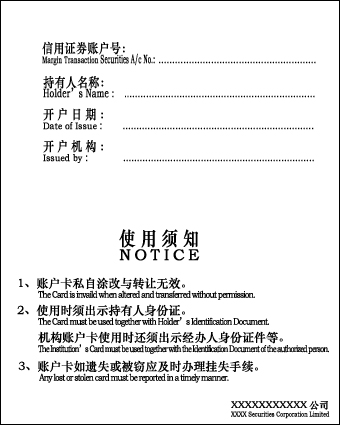 信用证券账户号:
Margin Transaction Securities A/c No.: ............................................................
持有人名称:
Holder's Name : ............................................................
开户日期:
Date of Issue : ............................................................
开户机构:
Issued by : ............................................................
使用须知
NOTICE
1、账户卡私自涂改与转让无效。
The Card is invaild when altered and transferred without permission.
2、使用时须出示持有人身份证。
The Card must be used together with Holder's Identification Document.
机构账户卡使用时还须出示经办人身份证件等。
The Institution's Card must be used together with the Identification Document of the authorized person.
3、账户卡如遗失或被窃应及时办理挂失手续。
Any lost or stolen card must be reported in a timely manner.
XXXXXXXXXXX 公司
XXXX Securities Corporation Limited